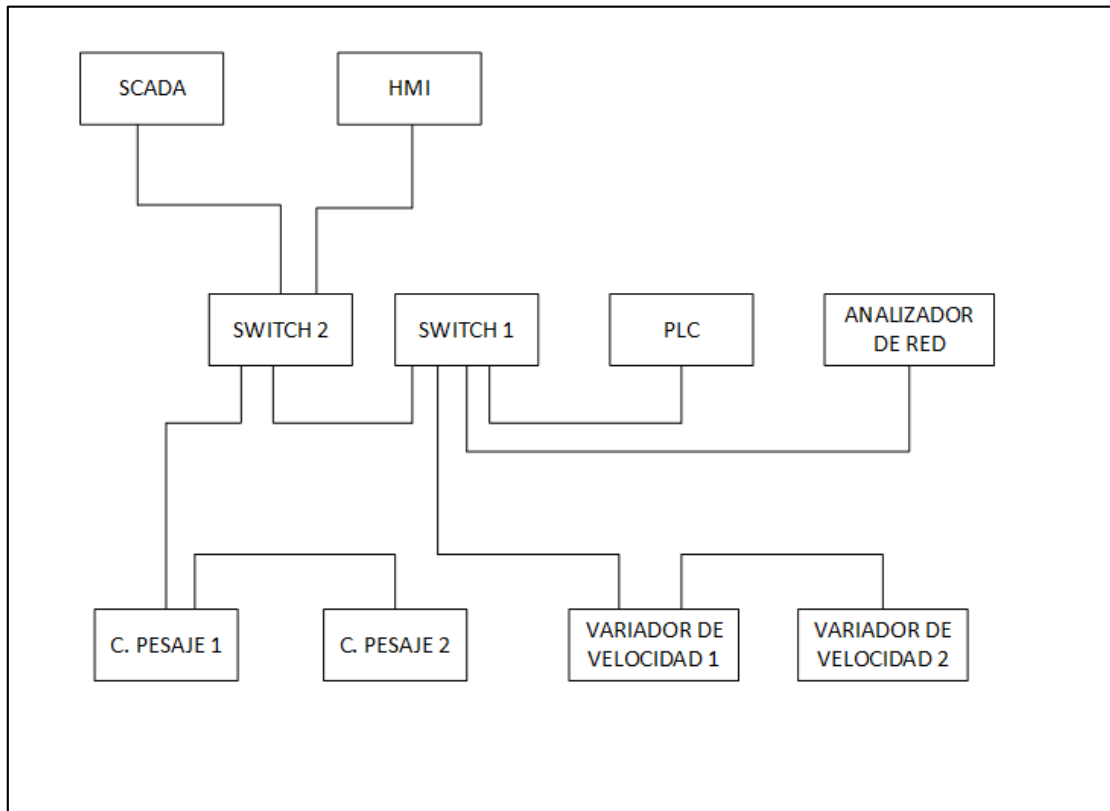 SCADA
HMI
SWITCH 2
SWITCH 1
PLC
ANALIZADOR
DE RED
C. PESAJE 1
C. PESAJE 2
VARIADOR DE
VELOCIDAD 1
VARIADOR DE
VELOCIDAD 2